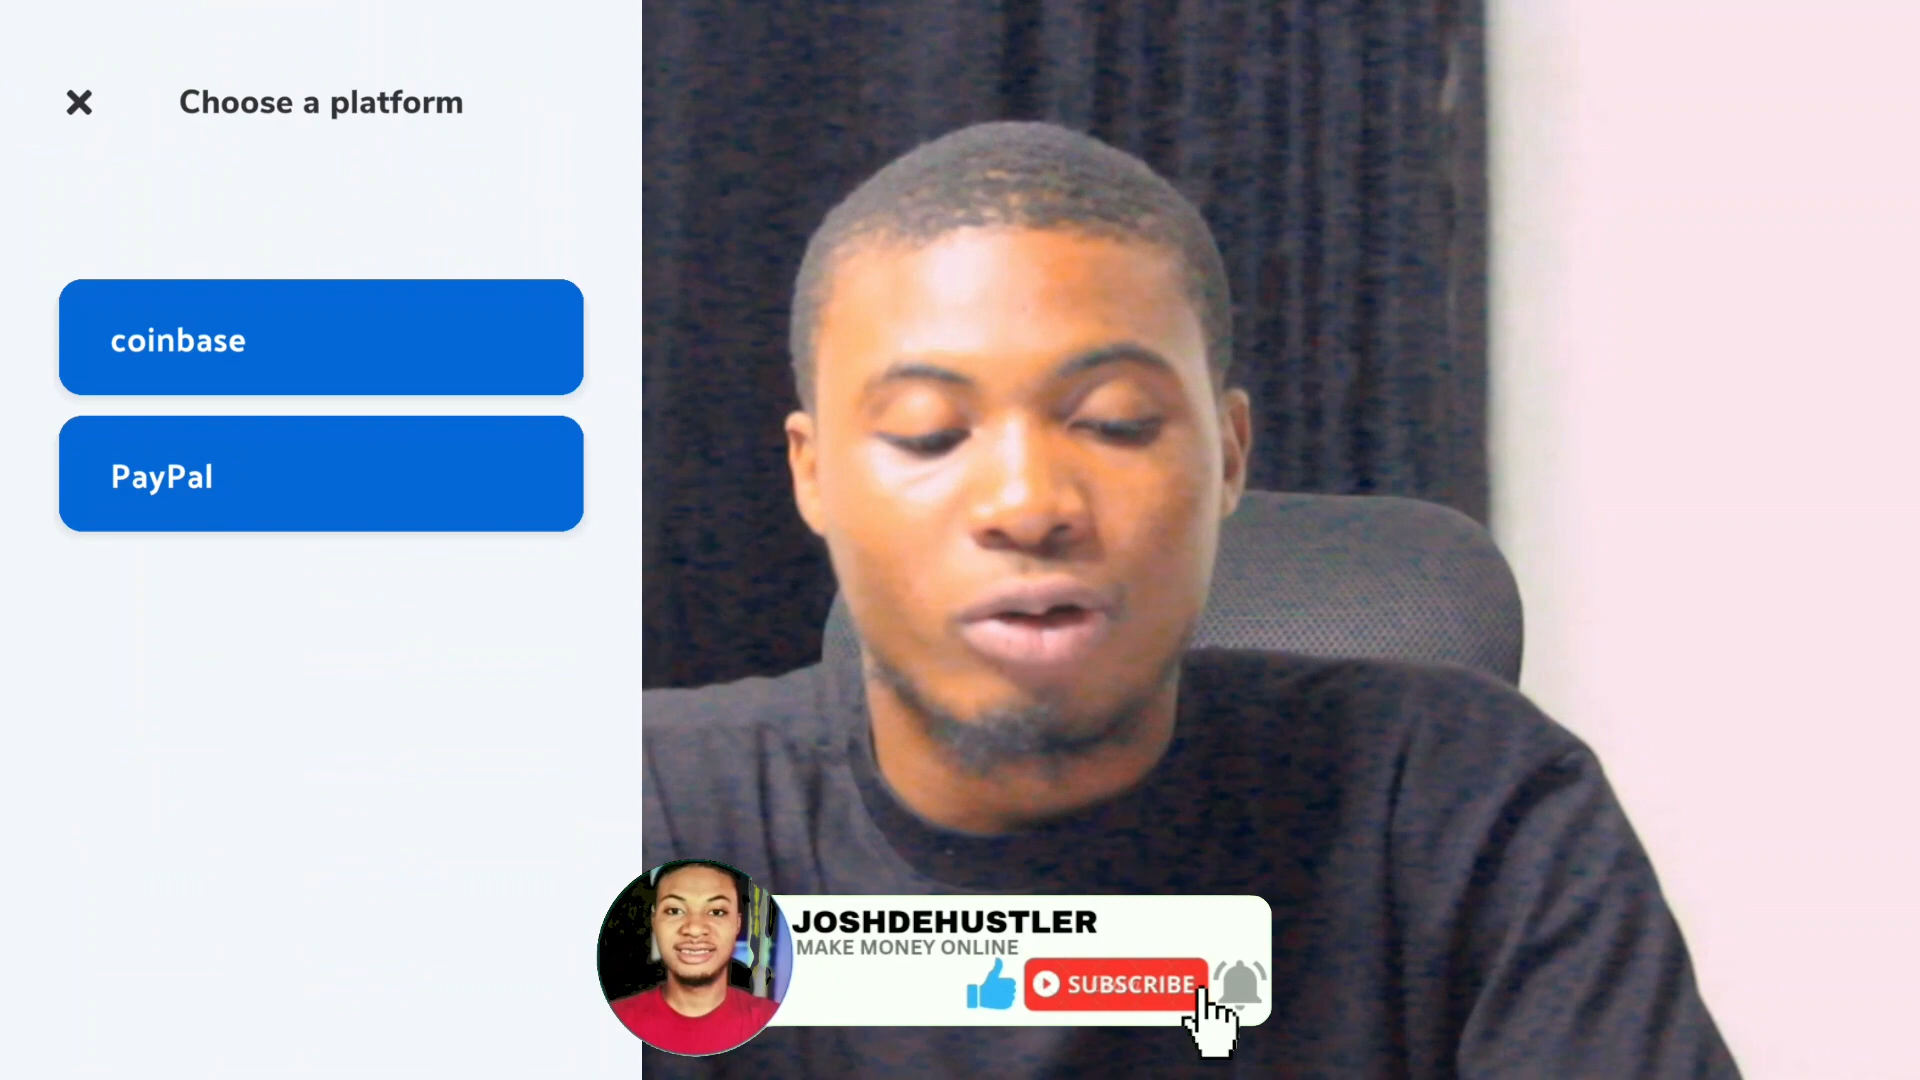 Choose a platform
coinbase
PayPal
JOSHDEHUSTLER
MAKE MONEY ONLINE
SUBSCRIBE